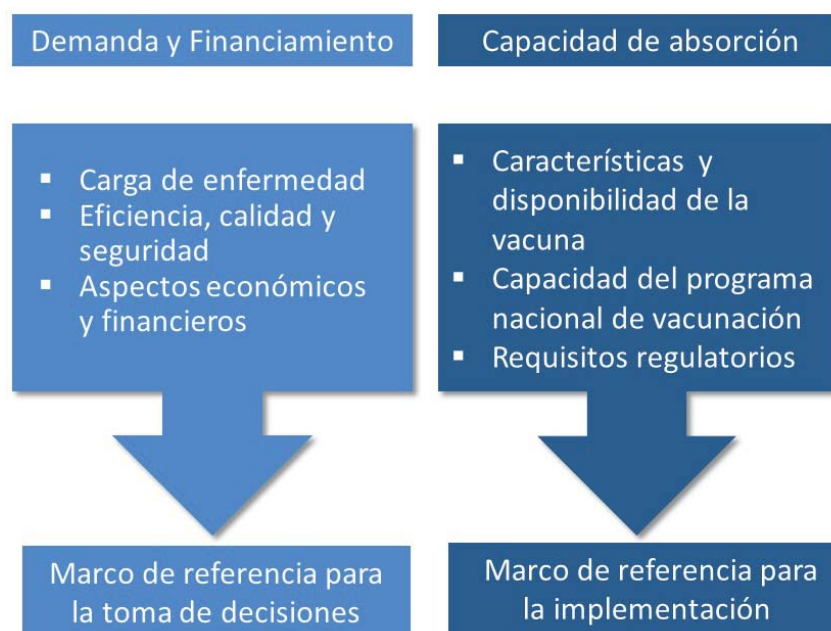 Demanda y Financiamiento
Capacidad de absorción
▪ Carga de enfermedad
▪ Eficiencia, calidad y
seguridad
▪ Aspectos económicos
y financieros
▪ Características y
disponibilidad de la
vacuna
▪ Capacidad del programa
nacional de vacunación
▪ Requisitos regulatorios
Marco de referencia para
la toma de decisiones
Marco de referencia para
la implementación